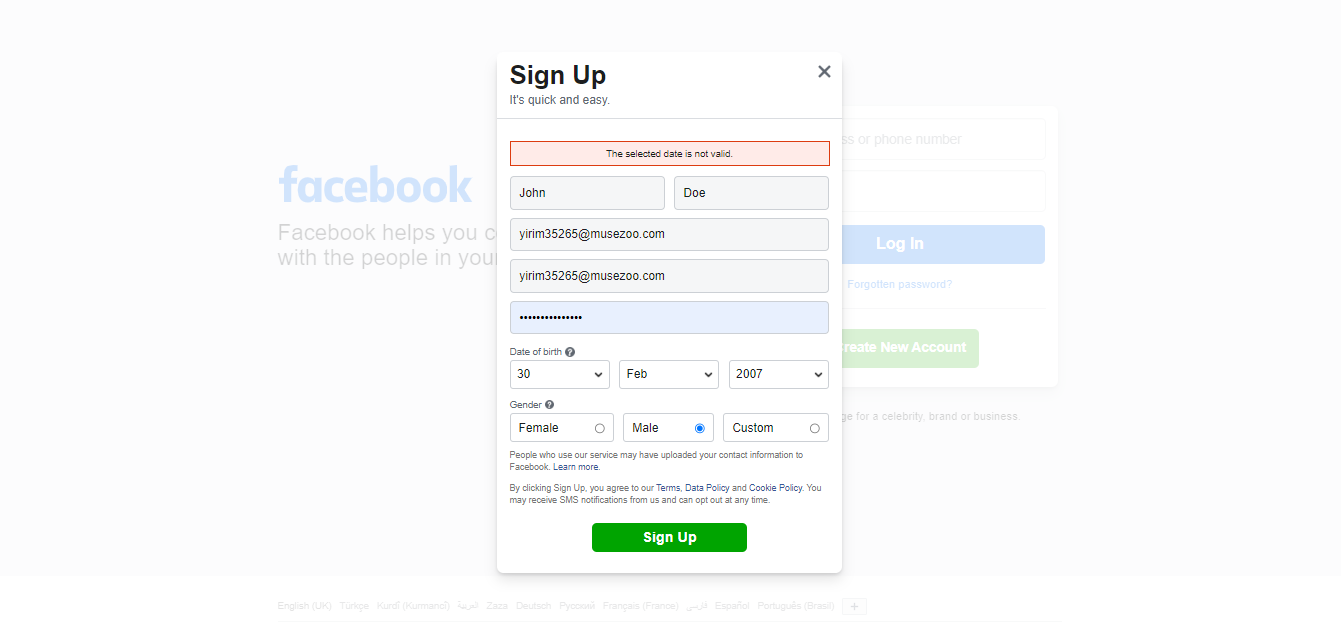 Sign Up
It's quick and easy.
The selected date is not valid.
John Doe
yirim35265@musezoo.com
yirim35265@musezoo.com
•••••••••••••••
Date of birth ?
30 Feb 2007
Gender ?
Female Male Custom
People who use our service may have uploaded your contact information to
Facebook. Learn more.
By clicking Sign Up, you agree to our Terms, Data Policy and Cookie Policy. You
may receive SMS notifications from us and can opt out at any time.
Sign Up
facebook
Facebook helps you
with the people in your
or phone number
Log In
Forgotten password?
Create New Account
for a celebrity, brand or business.
English (UK) Türkçe Kurdî (Kurmancî) العربية Zaza Deutsch Русский Français (France) فارسی Español Português (Brasil) +